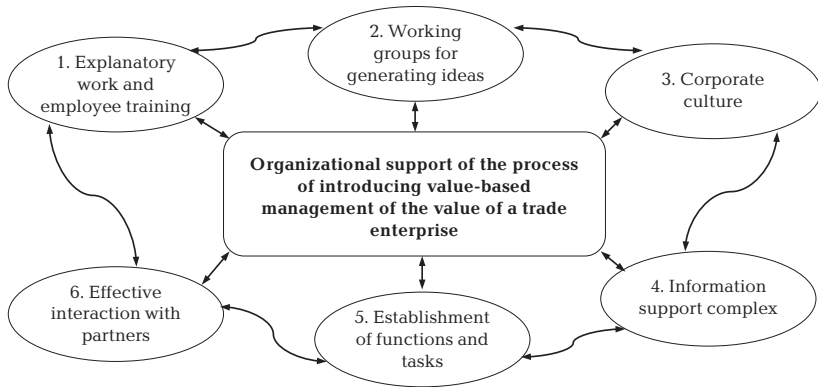 1. Explanatory
work and
employee training
2. Working
groups for
generating ideas
3. Corporate
culture
Organizational support of the process
of introducing value-based
management of the value of a trade
enterprise
4. Information
support complex
5. Establishment
of functions and
tasks
6. Effective
interaction with
partners